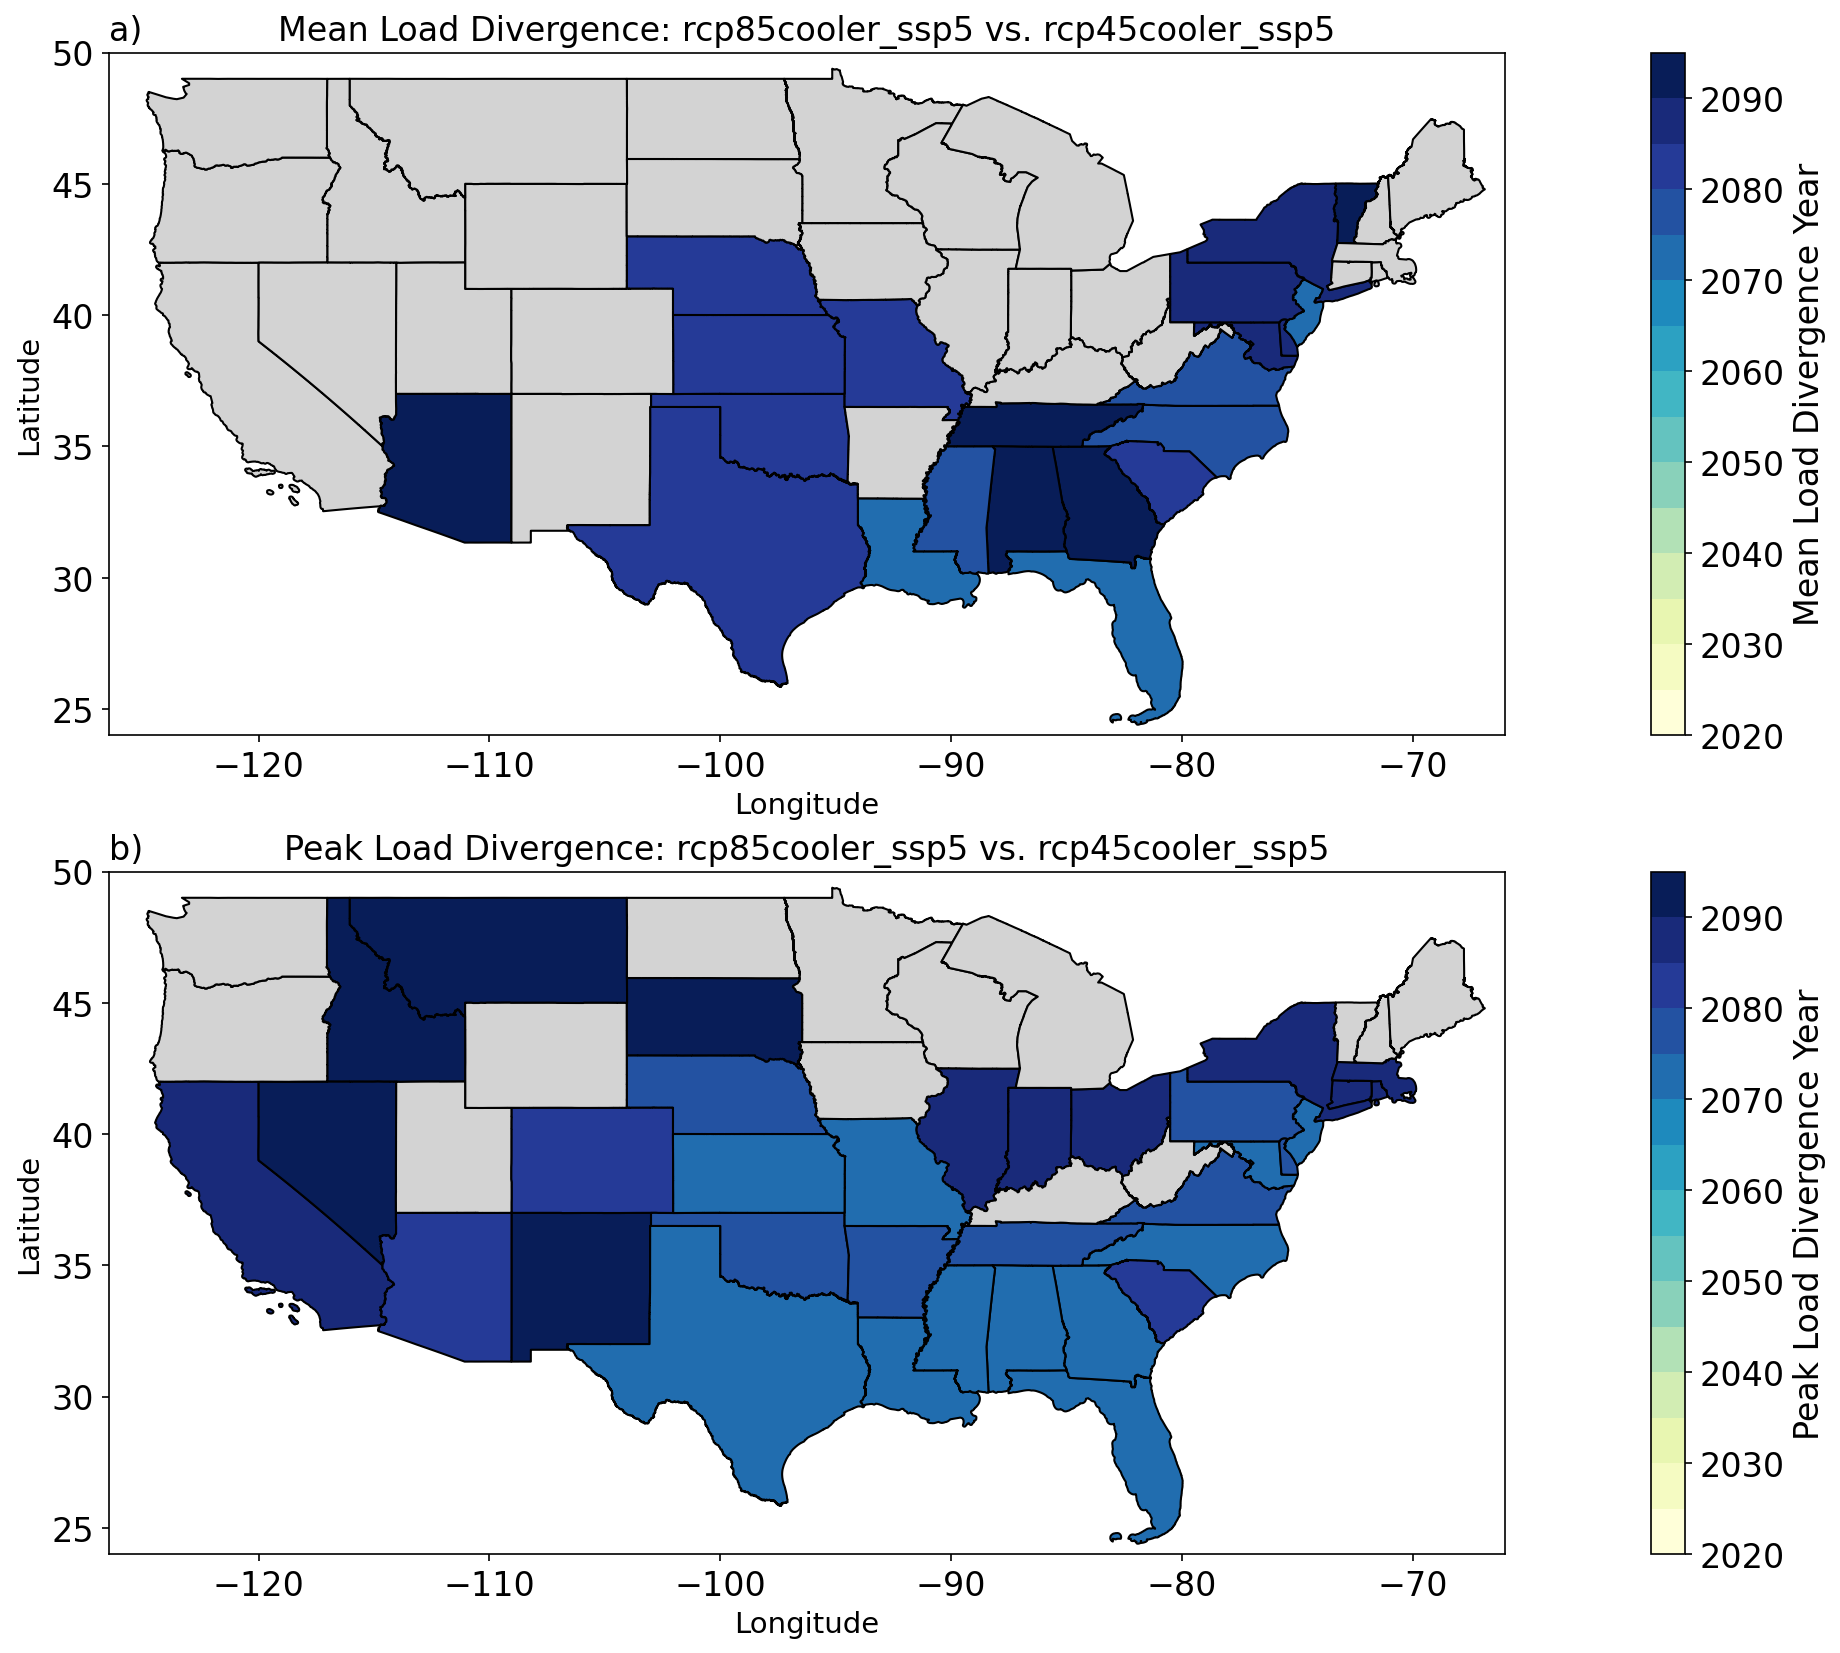 a) Mean Load Divergence: rcp85cooler_ssp5 vs. rcp45cooler_ssp5
50
45
40
35
30
25
Latitude
−120 −110 −100 −90 −80 −70
Longitude
2090
2080
2070
2060
2050
2040
2030
2020
Mean Load Divergence Year
b) Peak Load Divergence: rcp85cooler_ssp5 vs. rcp45cooler_ssp5
50
45
40
35
30
25
Latitude
−120 −110 −100 −90 −80 −70
Longitude
2090
2080
2070
2060
2050
2040
2030
2020
Peak Load Divergence Year